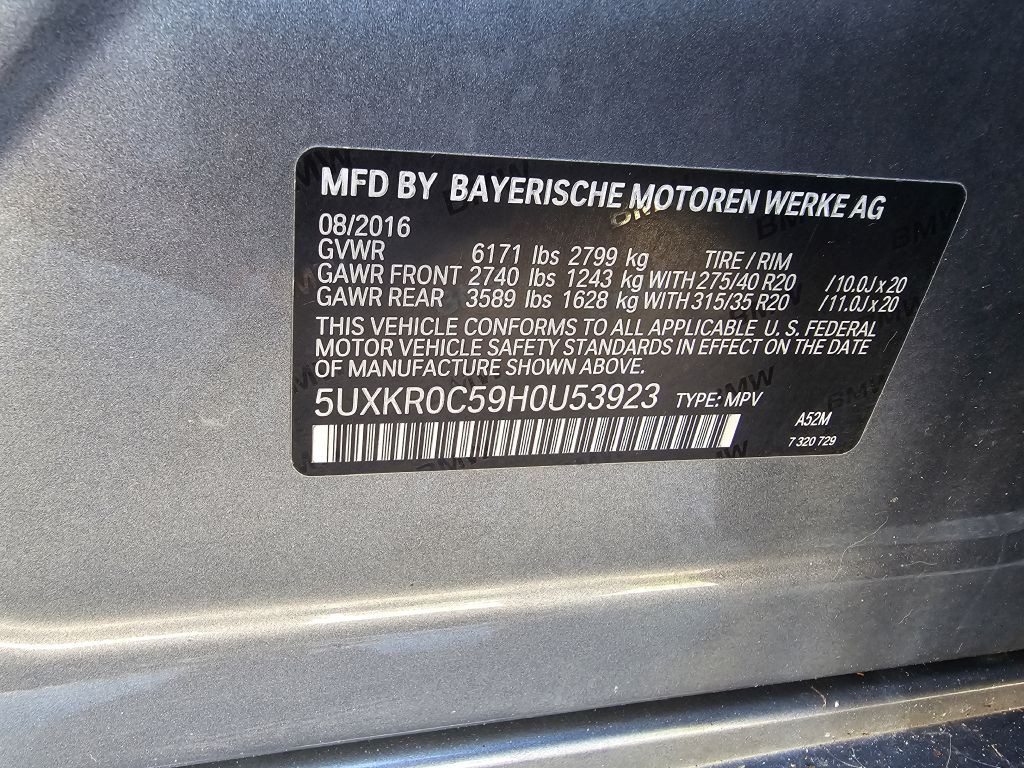 MFD BY BAYERISCHE MOTOREN WERKE AG
08/2016
GVWR 6171 lbs 2799 kg TIRE / RIM
GAWR FRONT 2740 lbs 1243 kg WITH 275/40 R20 /10.0J x 20
GAWR REAR 3589 lbs 1628 kg WITH 315/35 R20 /11.0J x 20
THIS VEHICLE CONFORMS TO ALL APPLICABLE U. S. FEDERAL
MOTOR VEHICLE SAFETY STANDARDS IN EFFECT ON THE DATE
OF MANUFACTURE SHOWN ABOVE.
5UXKR0C59H0U53923 TYPE: MPV
A52M
7 320 729